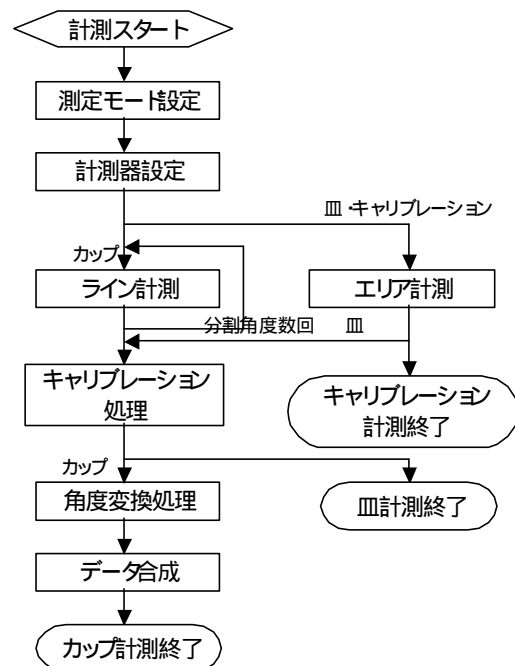 計測スタート
測定モード設定
計測器設定
皿・キャリブレーション
カップ
ライン計測
エリア計測
分割角度数回
皿
キャリブレーション
処理
キャリブレーション
計測終了
カップ
角度変換処理
皿計測終了
データ合成
カップ計測終了